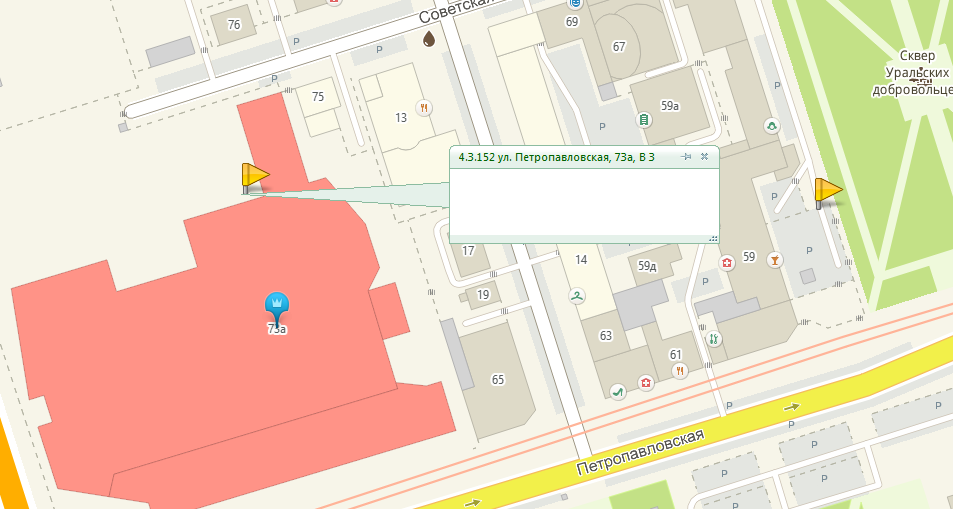 Советская
76
69
67
Сквер
Уральских
добровольце
P
P
P
75
13
59а
P
P
4.3.152 ул. Петропавловская, 73а, В 3
P
17
14
59д
59
P
P
19
73а
63
61
65
P
P
P
P
P
P
P
Петропавловская